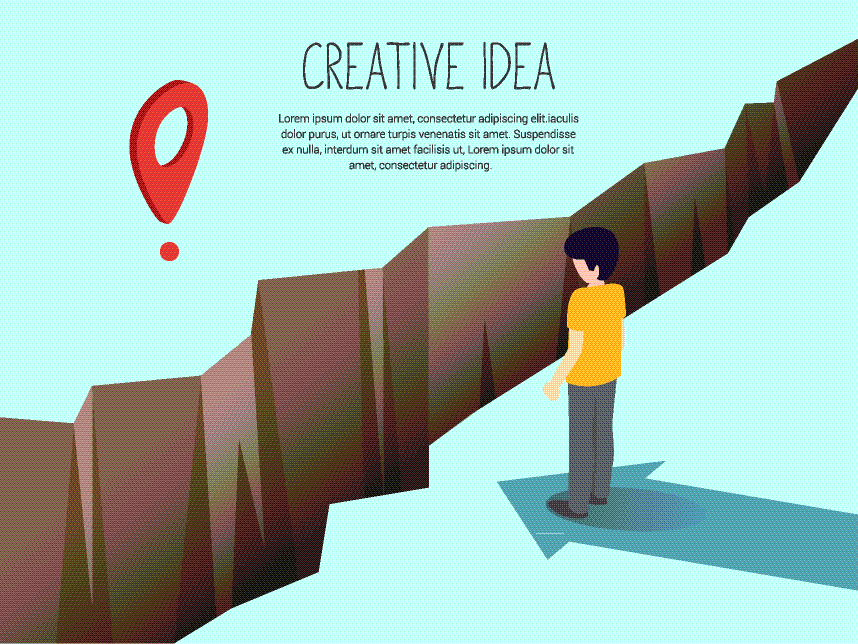 CREATIVE IDEA
Lorem ipsum dolor sit amet, consectetur adipiscing elit.iaculis
dolor purus, ut ornare turpis venenatis sit amet. Suspendisse
ex nulla, interdum sit amet facilisis ut, Lorem ipsum dolor sit
amet, consectetur adipiscing.